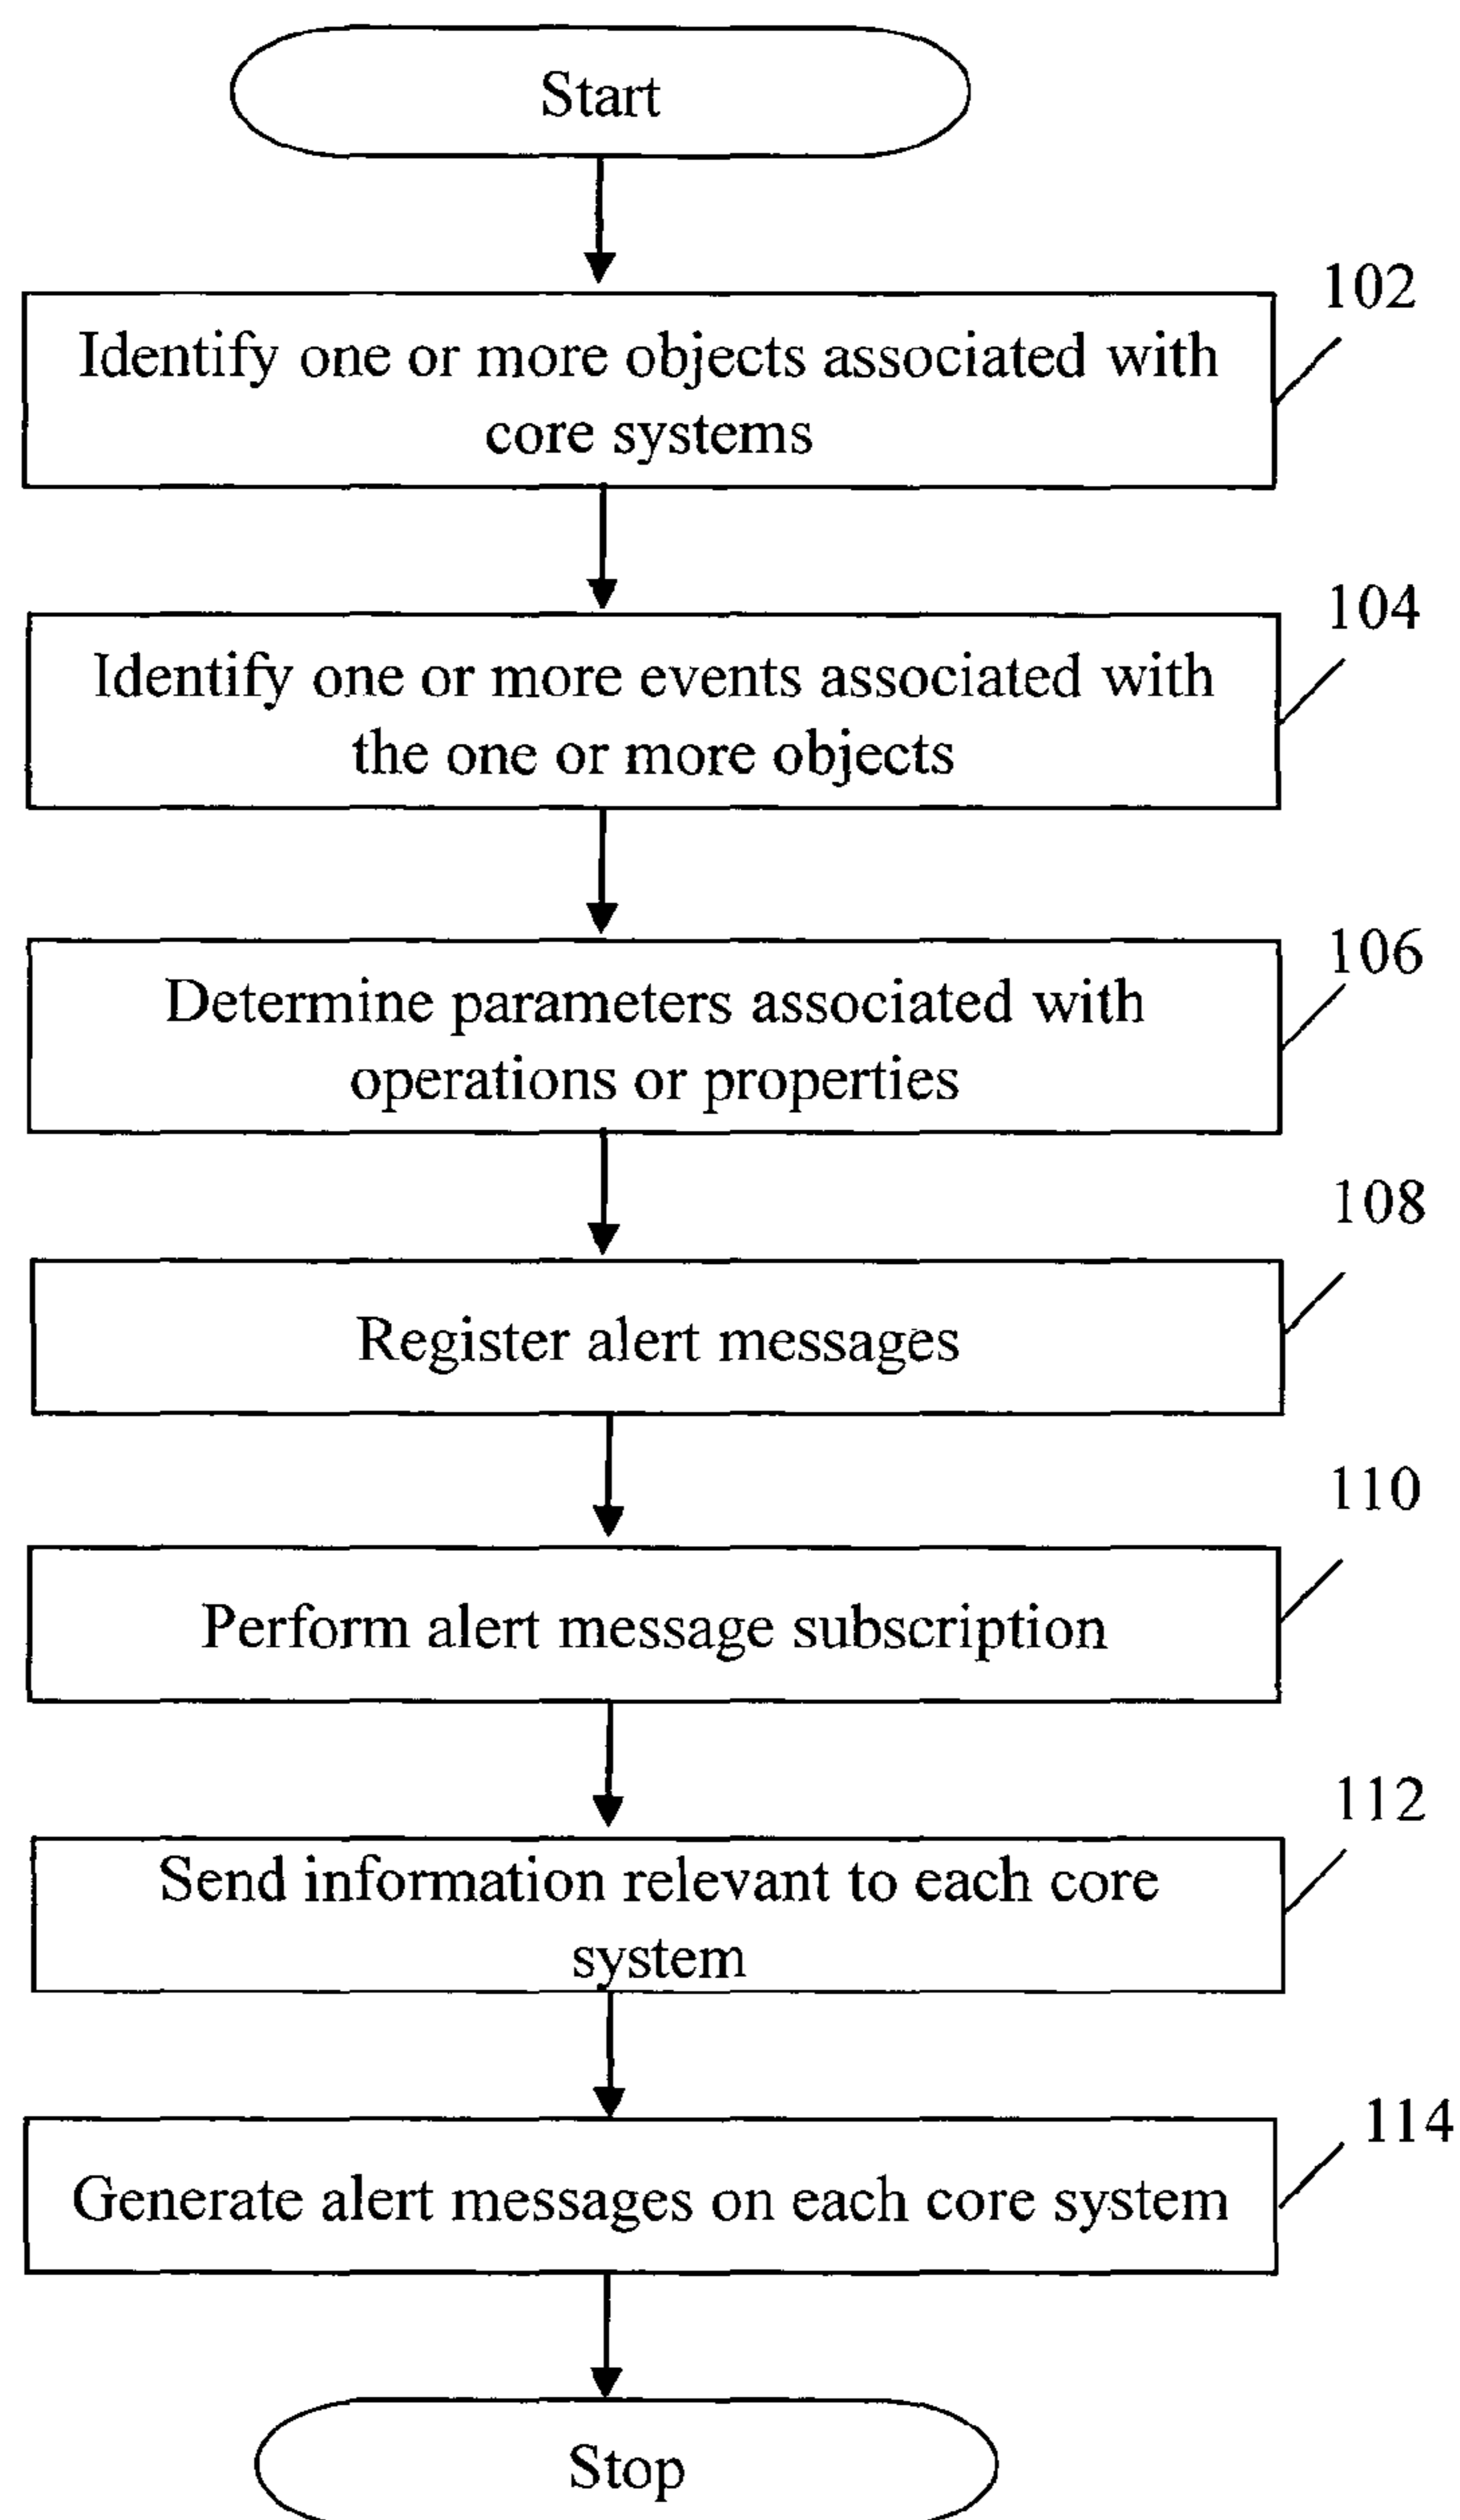 Start
102
Identify one or more objects associated with
core systems
104
Identify one or more events associated with
the one or more objects
106
Determine parameters associated with
operations or properties
108
Register alert messages
110
Perform alert message subscription
112
Send information relevant to each core
system
114
Generate alert messages on each core system
Stop